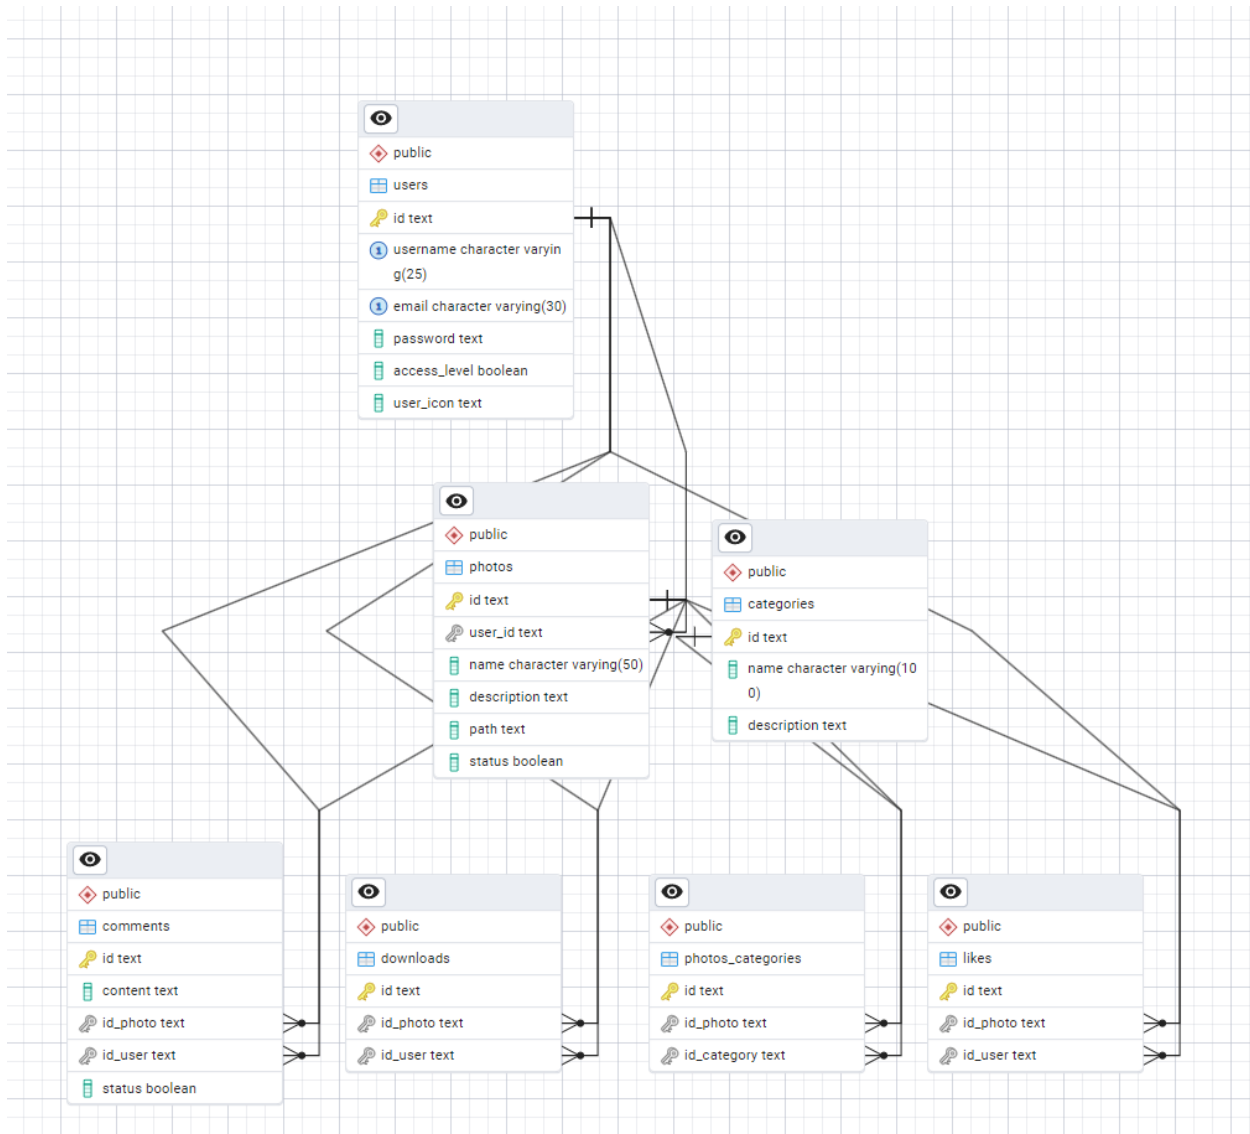 public
users
id text
username character varyin
g(25)
email character varying(30)
password text
access_level boolean
user_icon text
public
photos
id text
user_id text
name character varying(50)
description text
path text
status boolean
public
categories
id text
name character varying(10
0)
description text
public
comments
id text
content text
id_photo text
id_user text
status boolean
public
downloads
id text
id_photo text
id_user text
public
photos_categories
id text
id_photo text
id_category text
public
likes
id text
id_photo text
id_user text